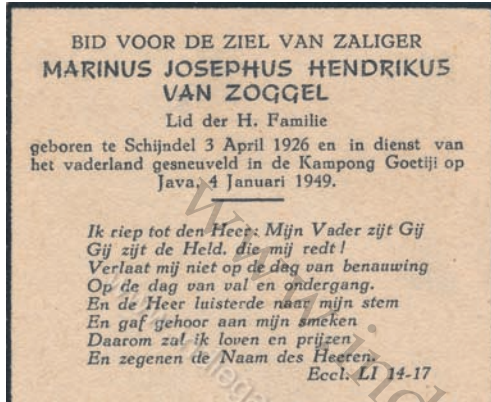 BID VOOR DE ZIEL VAN ZALIGER
MARINUS JOSEPHUS HENDRIKUS
VAN ZOGGEL
Lid der H. Familie
geboren te Schijndel 3 April 1926 en in dienst van
het vaderland gesneuveld in de Kampong Goetiji op
Java, 4 Januari 1949.
Ik riep tot den Heer: Mijn Vader zijt Gij
Gij zijt de Held, die mij redt!
Verlaat mij niet op de dag van benauwing
Op de dag van val en ondergang.
En de Heer luisterde naar mijn stem
En gaf gehoor aan mijn smeken
Daarom zal ik loven en prijzen
En zegenen de Naam des Heeren.
Eccl. LI 14-17